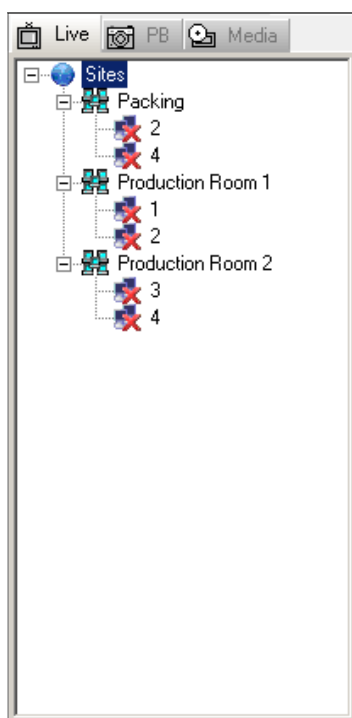 Live PB Media
Sites
Packing
2
4
Production Room 1
1
2
Production Room 2
3
4